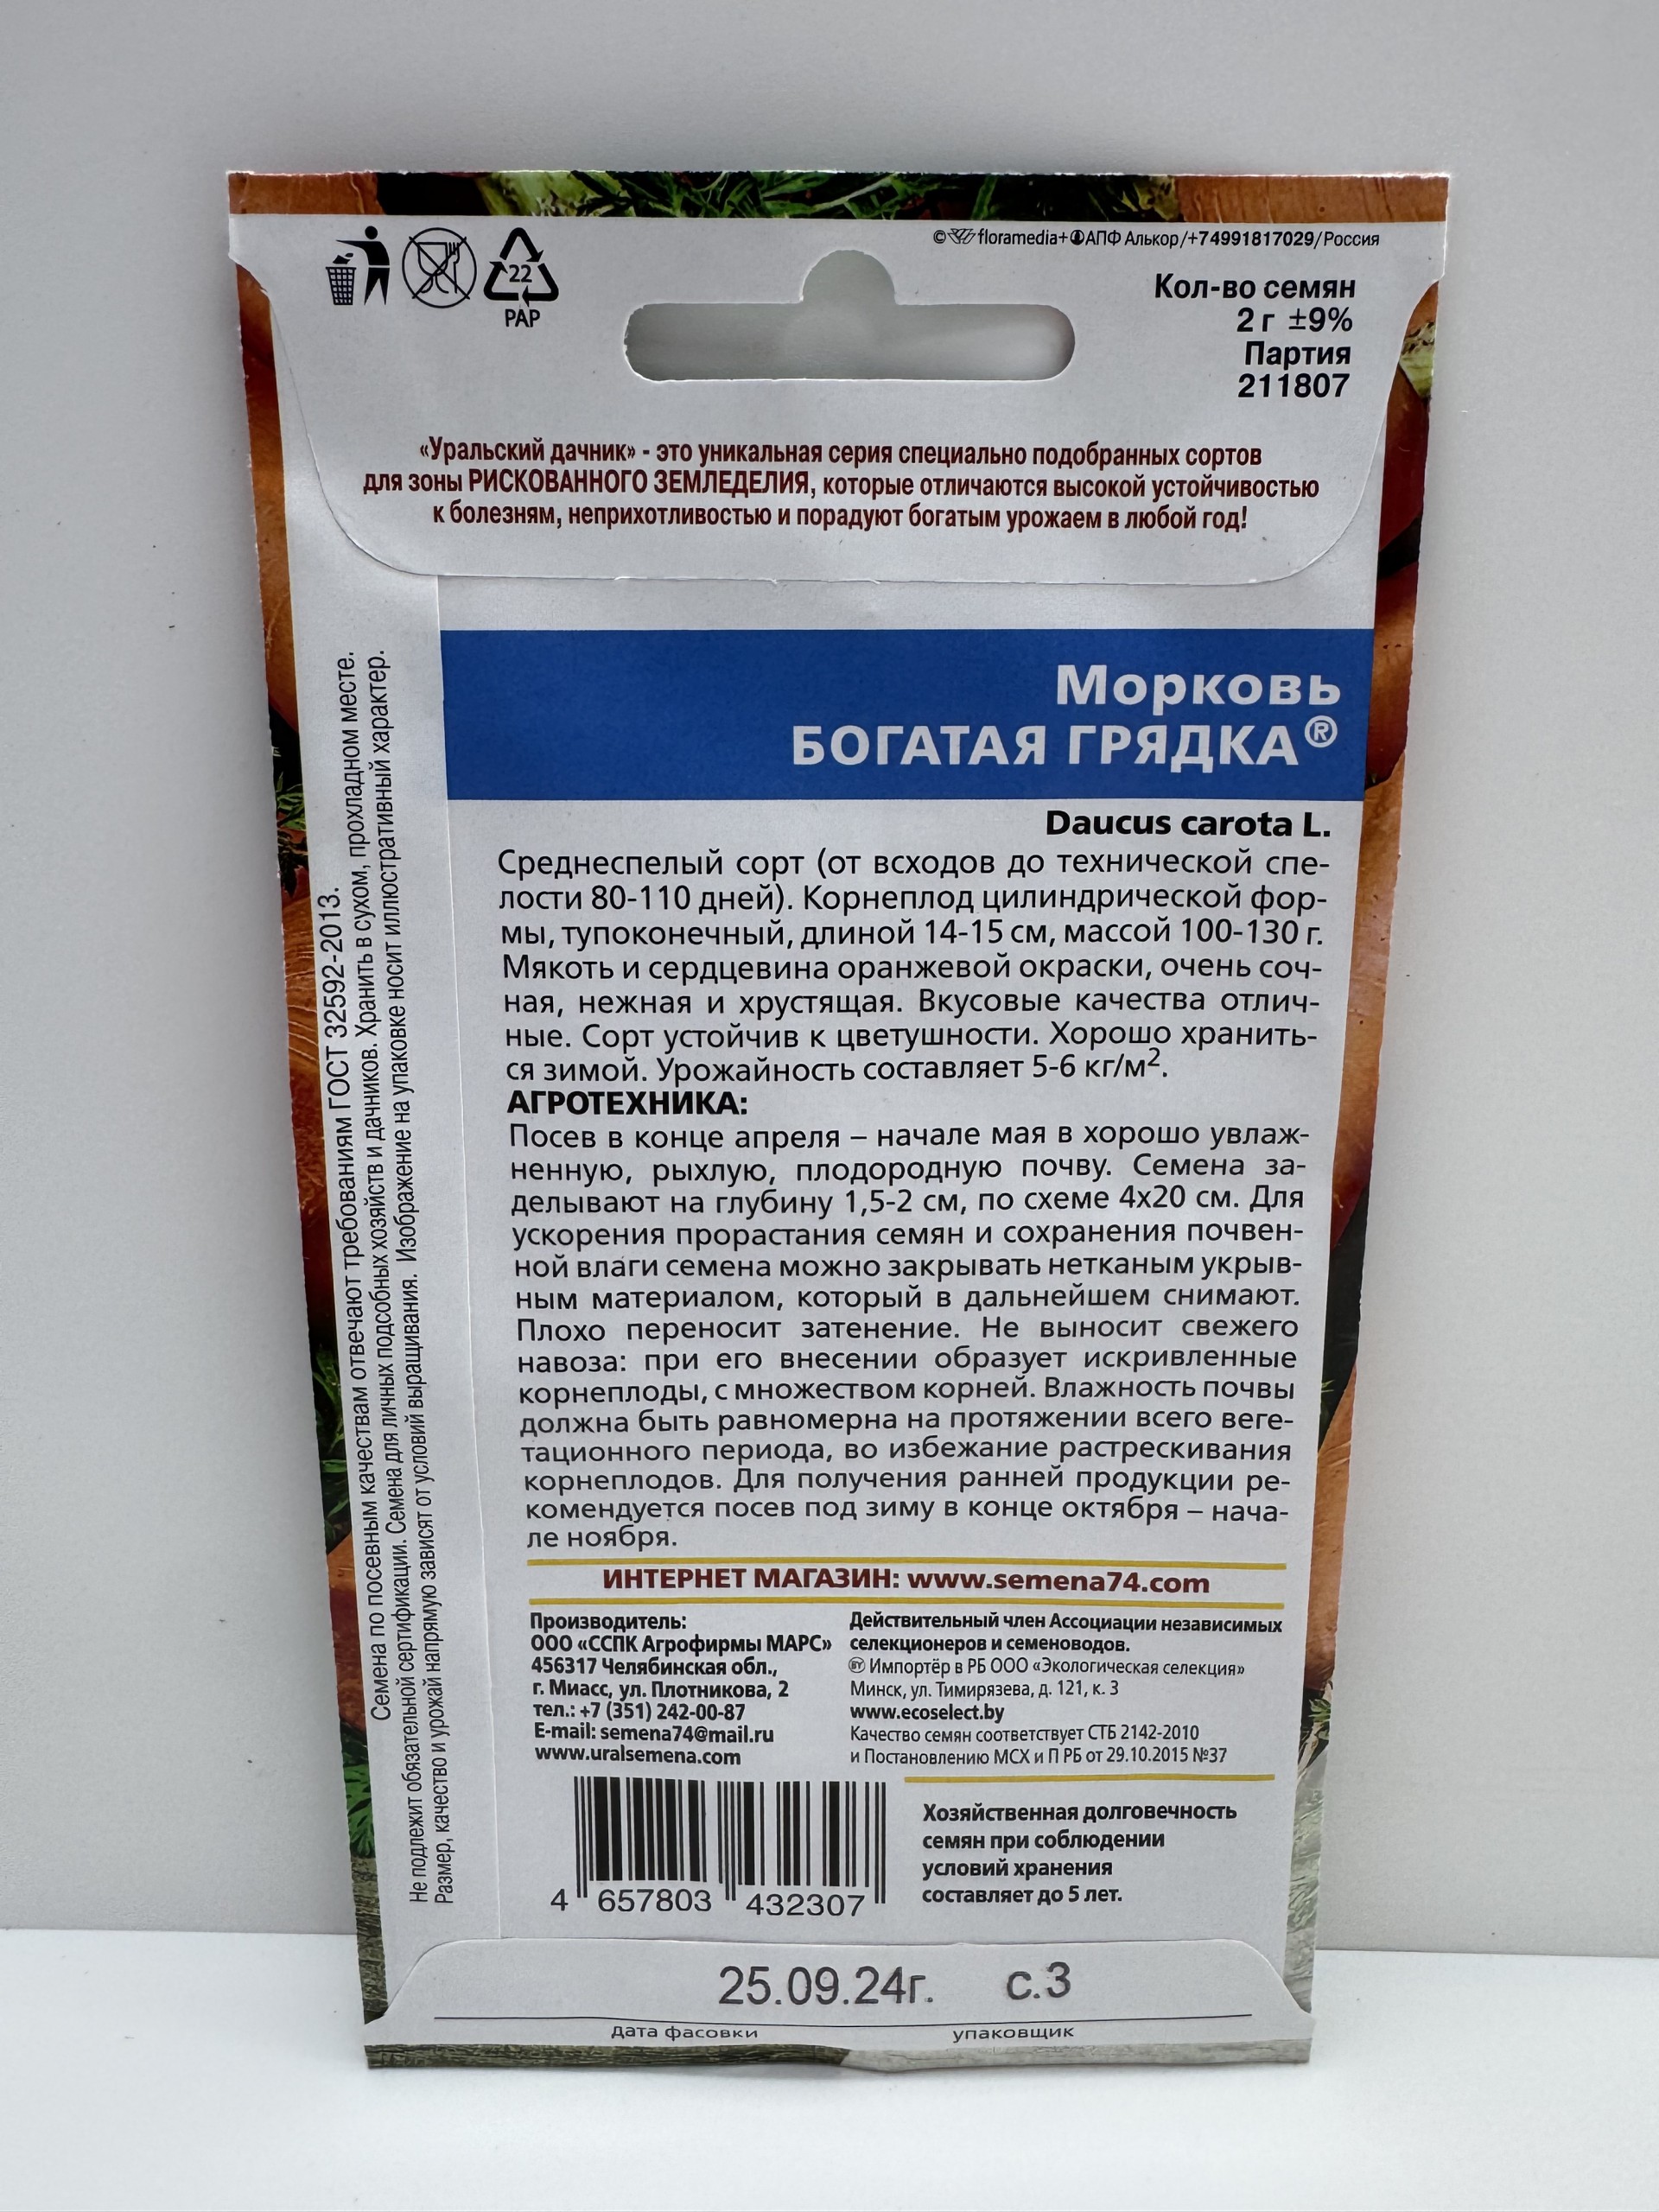 ©floramedia+АПФ Алькор/+74991817029/Россия
22
PAP
Кол-во семян
2 г ±9%
Партия
211807
«Уральский дачник» - это уникальная серия специально подобранных сортов
для зоны РИСКОВАННОГО ЗЕМЛЕДЕЛИЯ, которые отличаются высокой устойчивостью
к болезням, неприхотливостью и порадуют богатым урожаем в любой год!
Морковь
БОГАТАЯ ГРЯДКА®
Daucus carota L.
Среднеспелый сорт (от всходов до технической спе-
лости 80-110 дней). Корнеплод цилиндрической фор-
мы, тупоконечный, длиной 14-15 см, массой 100-130 г.
Мякоть и сердцевина оранжевой окраски, очень соч-
ная, нежная и хрустящая. Вкусовые качества отлич-
ные. Сорт устойчив к цветушности. Хорошо хранить-
ся зимой. Урожайность составляет 5-6 кг/м².
АГРОТЕХНИКА:
Посев в конце апреля – начале мая в хорошо увлаж-
ненную, рыхлую, плодородную почву. Семена за-
делывают на глубину 1,5-2 см, по схеме 4х20 см. Для
ускорения прорастания семян и сохранения почвен-
ной влаги семена можно закрывать нетканым укрыв-
ным материалом, который в дальнейшем снимают.
Плохо переносит затенение. Не выносит свежего
навоза: при его внесении образует искривленные
корнеплоды, с множеством корней. Влажность почвы
должна быть равномерна на протяжении всего веге-
тационного периода, во избежание растрескивания
корнеплодов. Для получения ранней продукции ре-
комендуется посев под зиму в конце октября – нача-
ле ноября.
ИНТЕРНЕТ МАГАЗИН: www.semena74.com
Производитель:
ООО «ССПК Агрофирмы МАРС»
456317 Челябинская обл.,
г. Миасс, ул. Плотникова, 2
тел.: +7 (351) 242-00-87
E-mail: semena74@mail.ru
www.uralsemena.com
Действительный член Ассоциации независимых
селекционеров и семеноводов.
BY Импортёр в РБ ООО «Экологическая селекция»
Минск, ул. Тимирязева, д. 121, к. 3
www.ecoselect.by
Качество семян соответствует СТБ 2142-2010
и Постановлению МСХ и П РБ от 29.10.2015 №37
4 657803 432307
Хозяйственная долговечность
семян при соблюдении
условий хранения
составляет до 5 лет.
25.09.24г. с.3
дата фасовки упаковщик
Семена по посевным качествам отвечают требованиям ГОСТ 32592-2013.
Не подлежит обязательной сертификации. Семена для личных подсобных хозяйств и дачников. Хранить в сухом, прохладном месте.
Размер, качество и урожай напрямую зависят от условий выращивания. Изображение на упаковке носит иллюстративный характер.